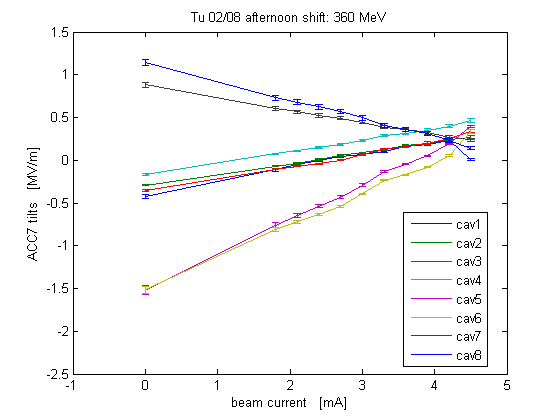 Tu 02/08 afternoon shift: 360 MeV
1.5
1
0.5
0
-0.5
-1
-1.5
-2
-2.5
ACC7 tilts [MV/m]
cav1
cav2
cav3
cav4
cav5
cav6
cav7
cav8
-1 0 1 2 3 4 5
beam current [mA]